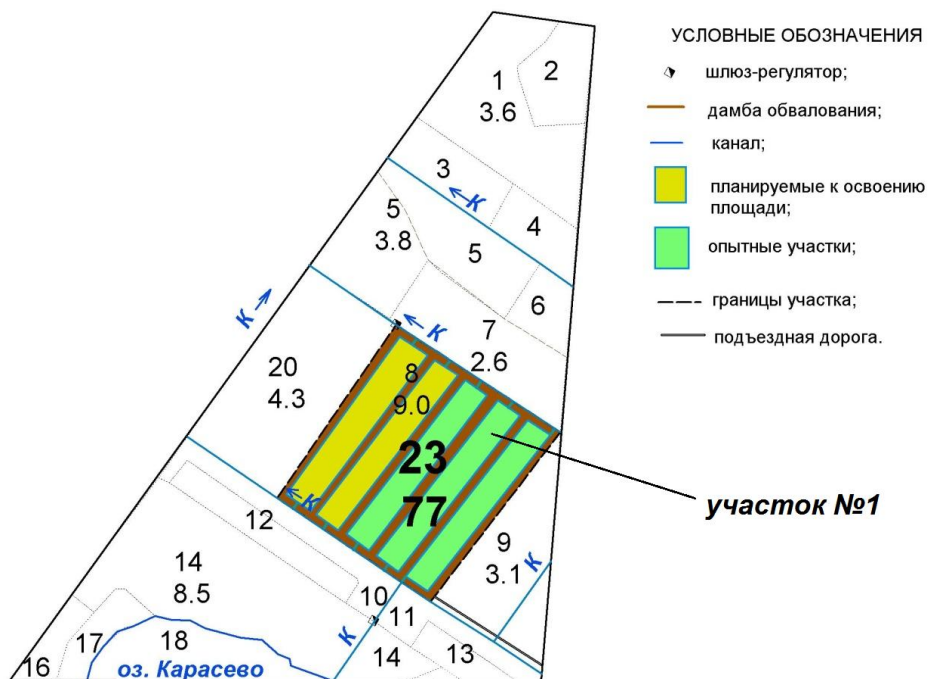 УСЛОВНЫЕ ОБОЗНАЧЕНИЯ
шлюз-регулятор;
дамба обвалования;
канал;
планируемые к освоению
площади;
опытные участки;
границы участка;
подъездная дорога.
1
3.6
2
3
К
4
5
3.8
5
6
К
К
7
2.6
20
4.3
8
9.0
23
77
участок №1
К
12
9
3.1
К
14
8.5
10
11
К
14
13
16
17
18
оз. Карасево